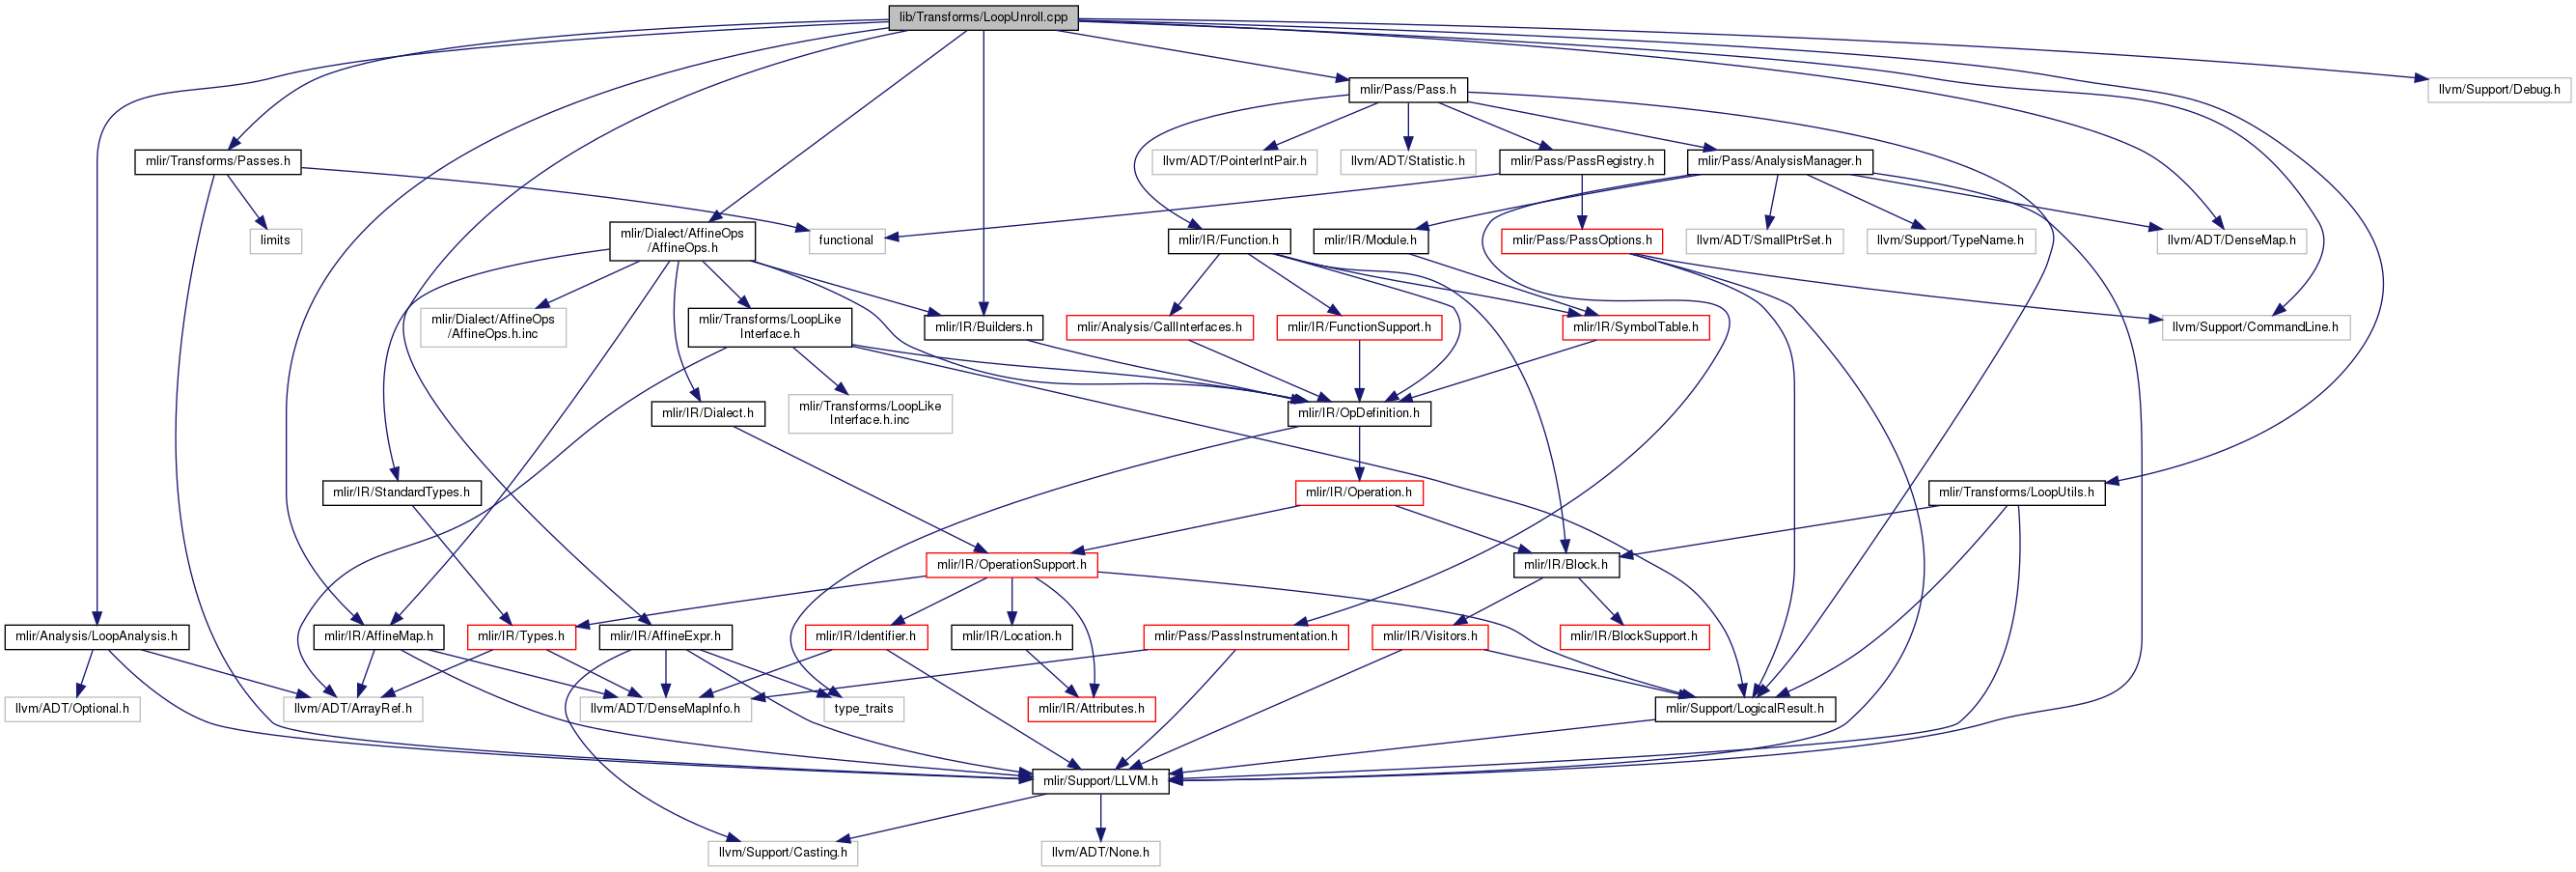 lib/Transforms/LoopUnroll.cpp
mlir/Pass/Pass.h
llvm/Support/Debug.h
mlir/Transforms/Passes.h
llvm/ADT/PointerIntPair.h
llvm/ADT/Statistic.h
mlir/Pass/PassRegistry.h
mlir/Pass/AnalysisManager.h
limits
mlir/Dialect/AffineOps
/AffineOps.h
functional
mlir/IR/Function.h
mlir/IR/Module.h
mlir/Pass/PassOptions.h
llvm/ADT/SmallPtrSet.h
llvm/Support/TypeName.h
llvm/ADT/DenseMap.h
mlir/Dialect/AffineOps
/AffineOps.h.inc
mlir/Transforms/LoopLike
Interface.h
mlir/IR/Builders.h
mlir/Analysis/CallInterfaces.h
mlir/IR/FunctionSupport.h
mlir/IR/SymbolTable.h
llvm/Support/CommandLine.h
mlir/IR/Dialect.h
mlir/Transforms/LoopLike
Interface.h.inc
mlir/IR/OpDefinition.h
mlir/IR/StandardTypes.h
mlir/IR/Operation.h
mlir/Transforms/LoopUtils.h
mlir/IR/OperationSupport.h
mlir/IR/Block.h
mlir/Analysis/LoopAnalysis.h
mlir/IR/AffineMap.h
mlir/IR/Types.h
mlir/IR/AffineExpr.h
mlir/IR/Identifier.h
mlir/IR/Location.h
mlir/Pass/PassInstrumentation.h
mlir/IR/Visitors.h
mlir/IR/BlockSupport.h
llvm/ADT/Optional.h
llvm/ADT/ArrayRef.h
llvm/ADT/DenseMapInfo.h
type_traits
mlir/IR/Attributes.h
mlir/Support/LogicalResult.h
mlir/Support/LLVM.h
llvm/Support/Casting.h
llvm/ADT/None.h